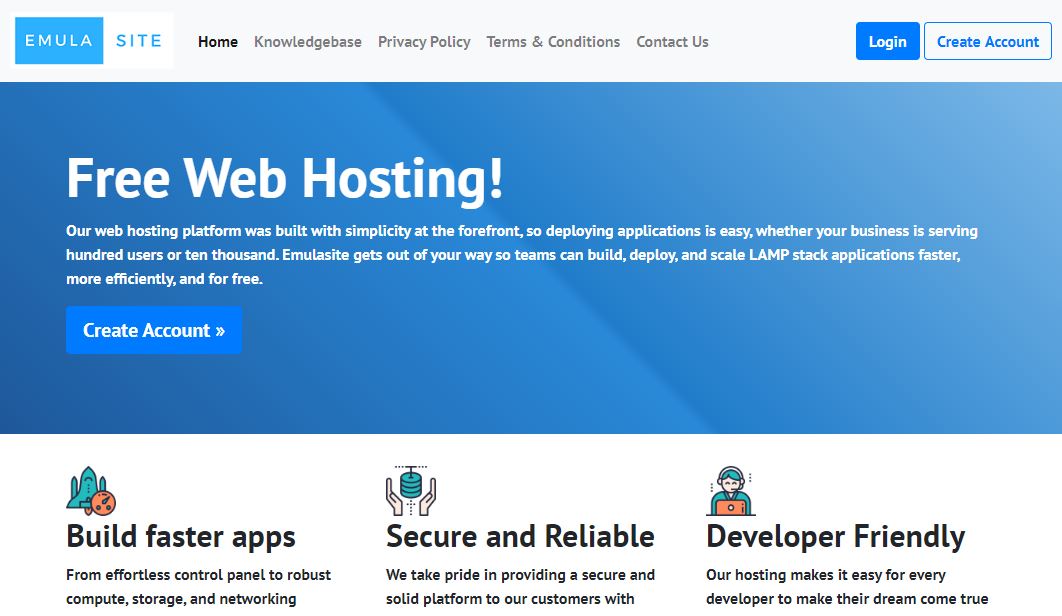 EMULA SITE Home Knowledgebase Privacy Policy Terms & Conditions Contact Us Login Create Account
Free Web Hosting!
Our web hosting platform was built with simplicity at the forefront, so deploying applications is easy, whether your business is serving
hundred users or ten thousand. Emulasite gets out of your way so teams can build, deploy, and scale LAMP stack applications faster,
more efficiently, and for free.
Create Account »
Build faster apps
From effortless control panel to robust
compute, storage, and networking
Secure and Reliable
We take pride in providing a secure and
solid platform to our customers with
Developer Friendly
Our hosting makes it easy for every
developer to make their dream come true